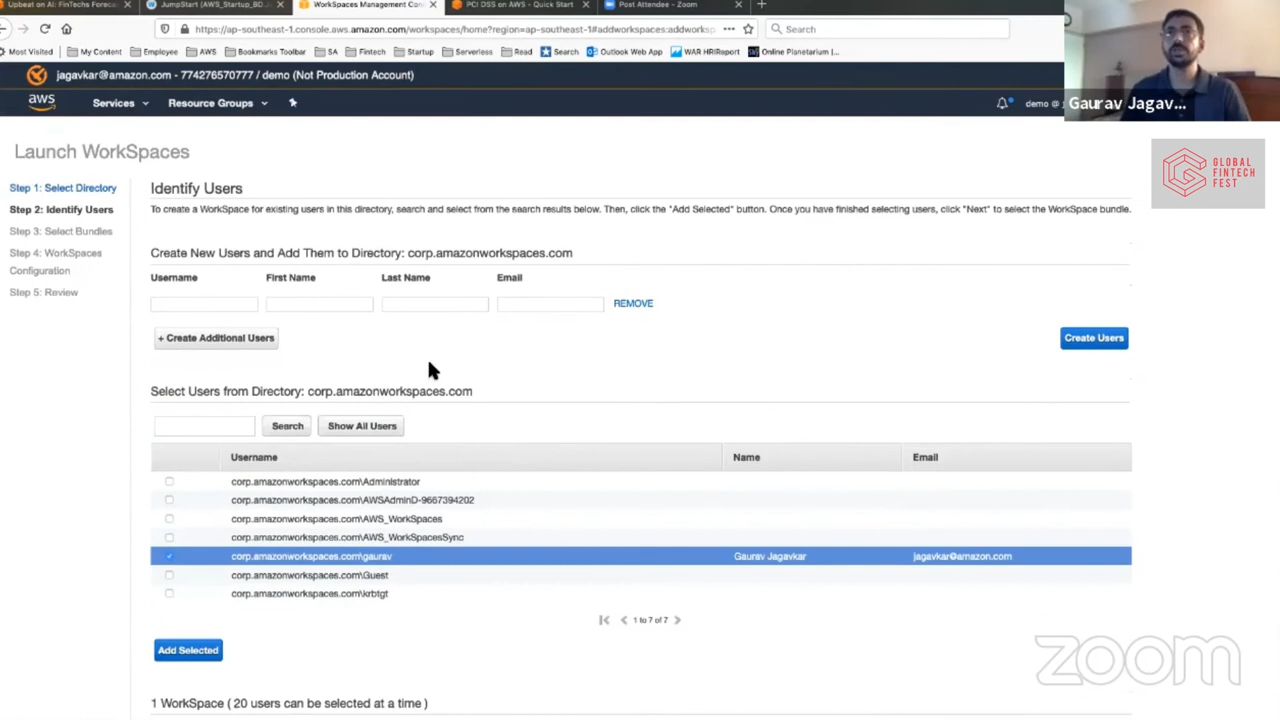 Upbeat on AI: FinTechs Forecas
JumpStart (AWS_Startup_BD.
WorkSpaces Management Con
PCI DSS on AWS - Quick Start
Post Attendee - Zoom
https://ap-southeast-1.console.aws.amazon.com/workspaces/home?region=ap-southeast-1#addworkspaces:addworks
Search
Most Visited
My Content
Employee
AWS
Bookmarks Toolbar
SA
Fintech
Startup
Serverless
Read
Search
Outlook Web App
WAR HRIReport
Online Planetarium ...
jagavkar@amazon.com - 774276570777 / demo (Not Production Account)
aws
Services
Resource Groups
demo @
Gaurav Jagav...
GLOBAL
FINTECH
FEST
Launch WorkSpaces
Step 1: Select Directory
Step 2: Identify Users
Step 3: Select Bundles
Step 4: WorkSpaces
Configuration
Step 5: Review
Identify Users
To create a WorkSpace for existing users in this directory, search and select from the search results below. Then, click the "Add Selected" button. Once you have finished selecting users, click "Next" to select the WorkSpace bundle.
Create New Users and Add Them to Directory: corp.amazonworkspaces.com
Username First Name Last Name Email
REMOVE
+ Create Additional Users
Create Users
Select Users from Directory: corp.amazonworkspaces.com
Search
Show All Users
Username Name Email
corp.amazonworkspaces.com\Administrator
corp.amazonworkspaces.com\AWSAdminD-9667394202
corp.amazonworkspaces.com\AWS_WorkSpaces
corp.amazonworkspaces.com\AWS_WorkSpacesSync
corp.amazonworkspaces.com\gaurav Gaurav Jagavkar jagavkar@amazon.com
corp.amazonworkspaces.com\Guest
corp.amazonworkspaces.com\krbtgt
1 to 7 of 7
Add Selected
1 WorkSpace ( 20 users can be selected at a time )
zoom